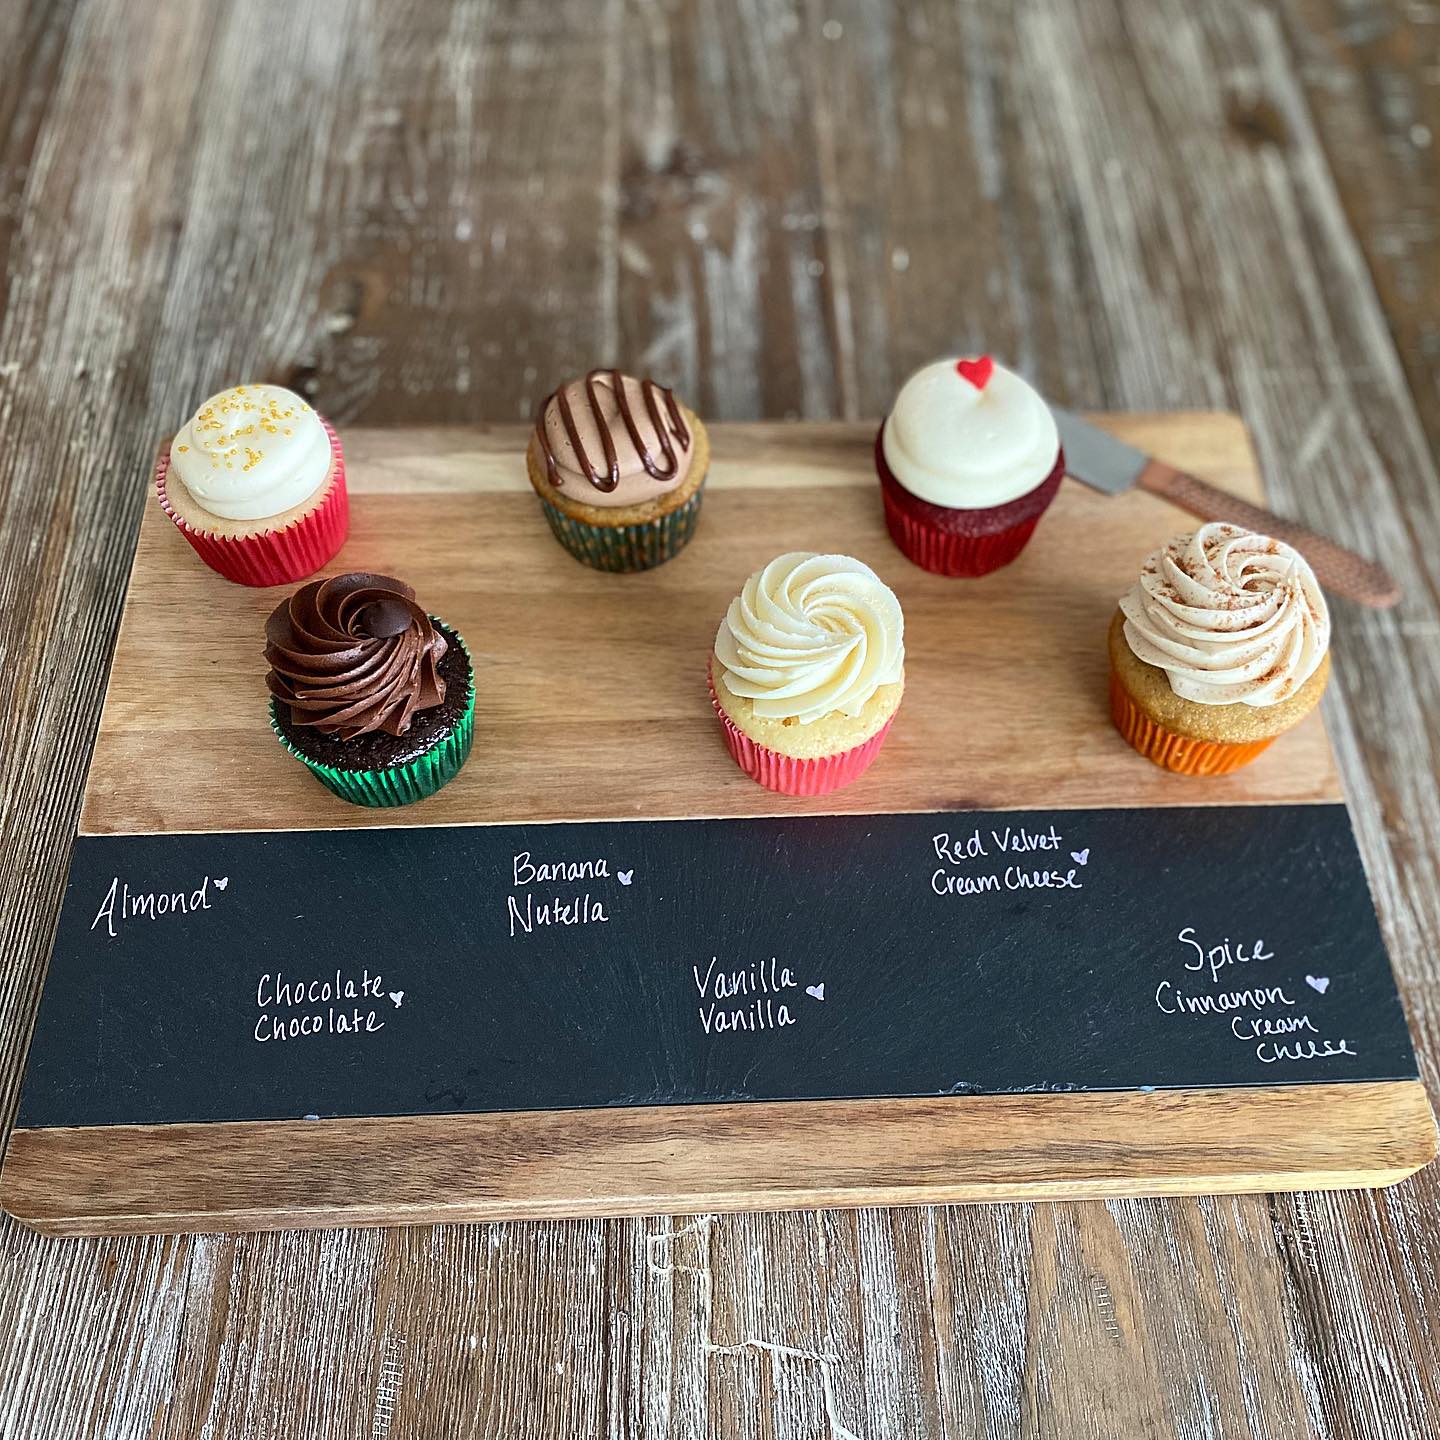 Almond
Chocolate
Chocolate
Banana
Nutella
Vanilla
Vanilla
Red Velvet
Cream Cheese
Spice
Cinnamon
Cream
Cheese